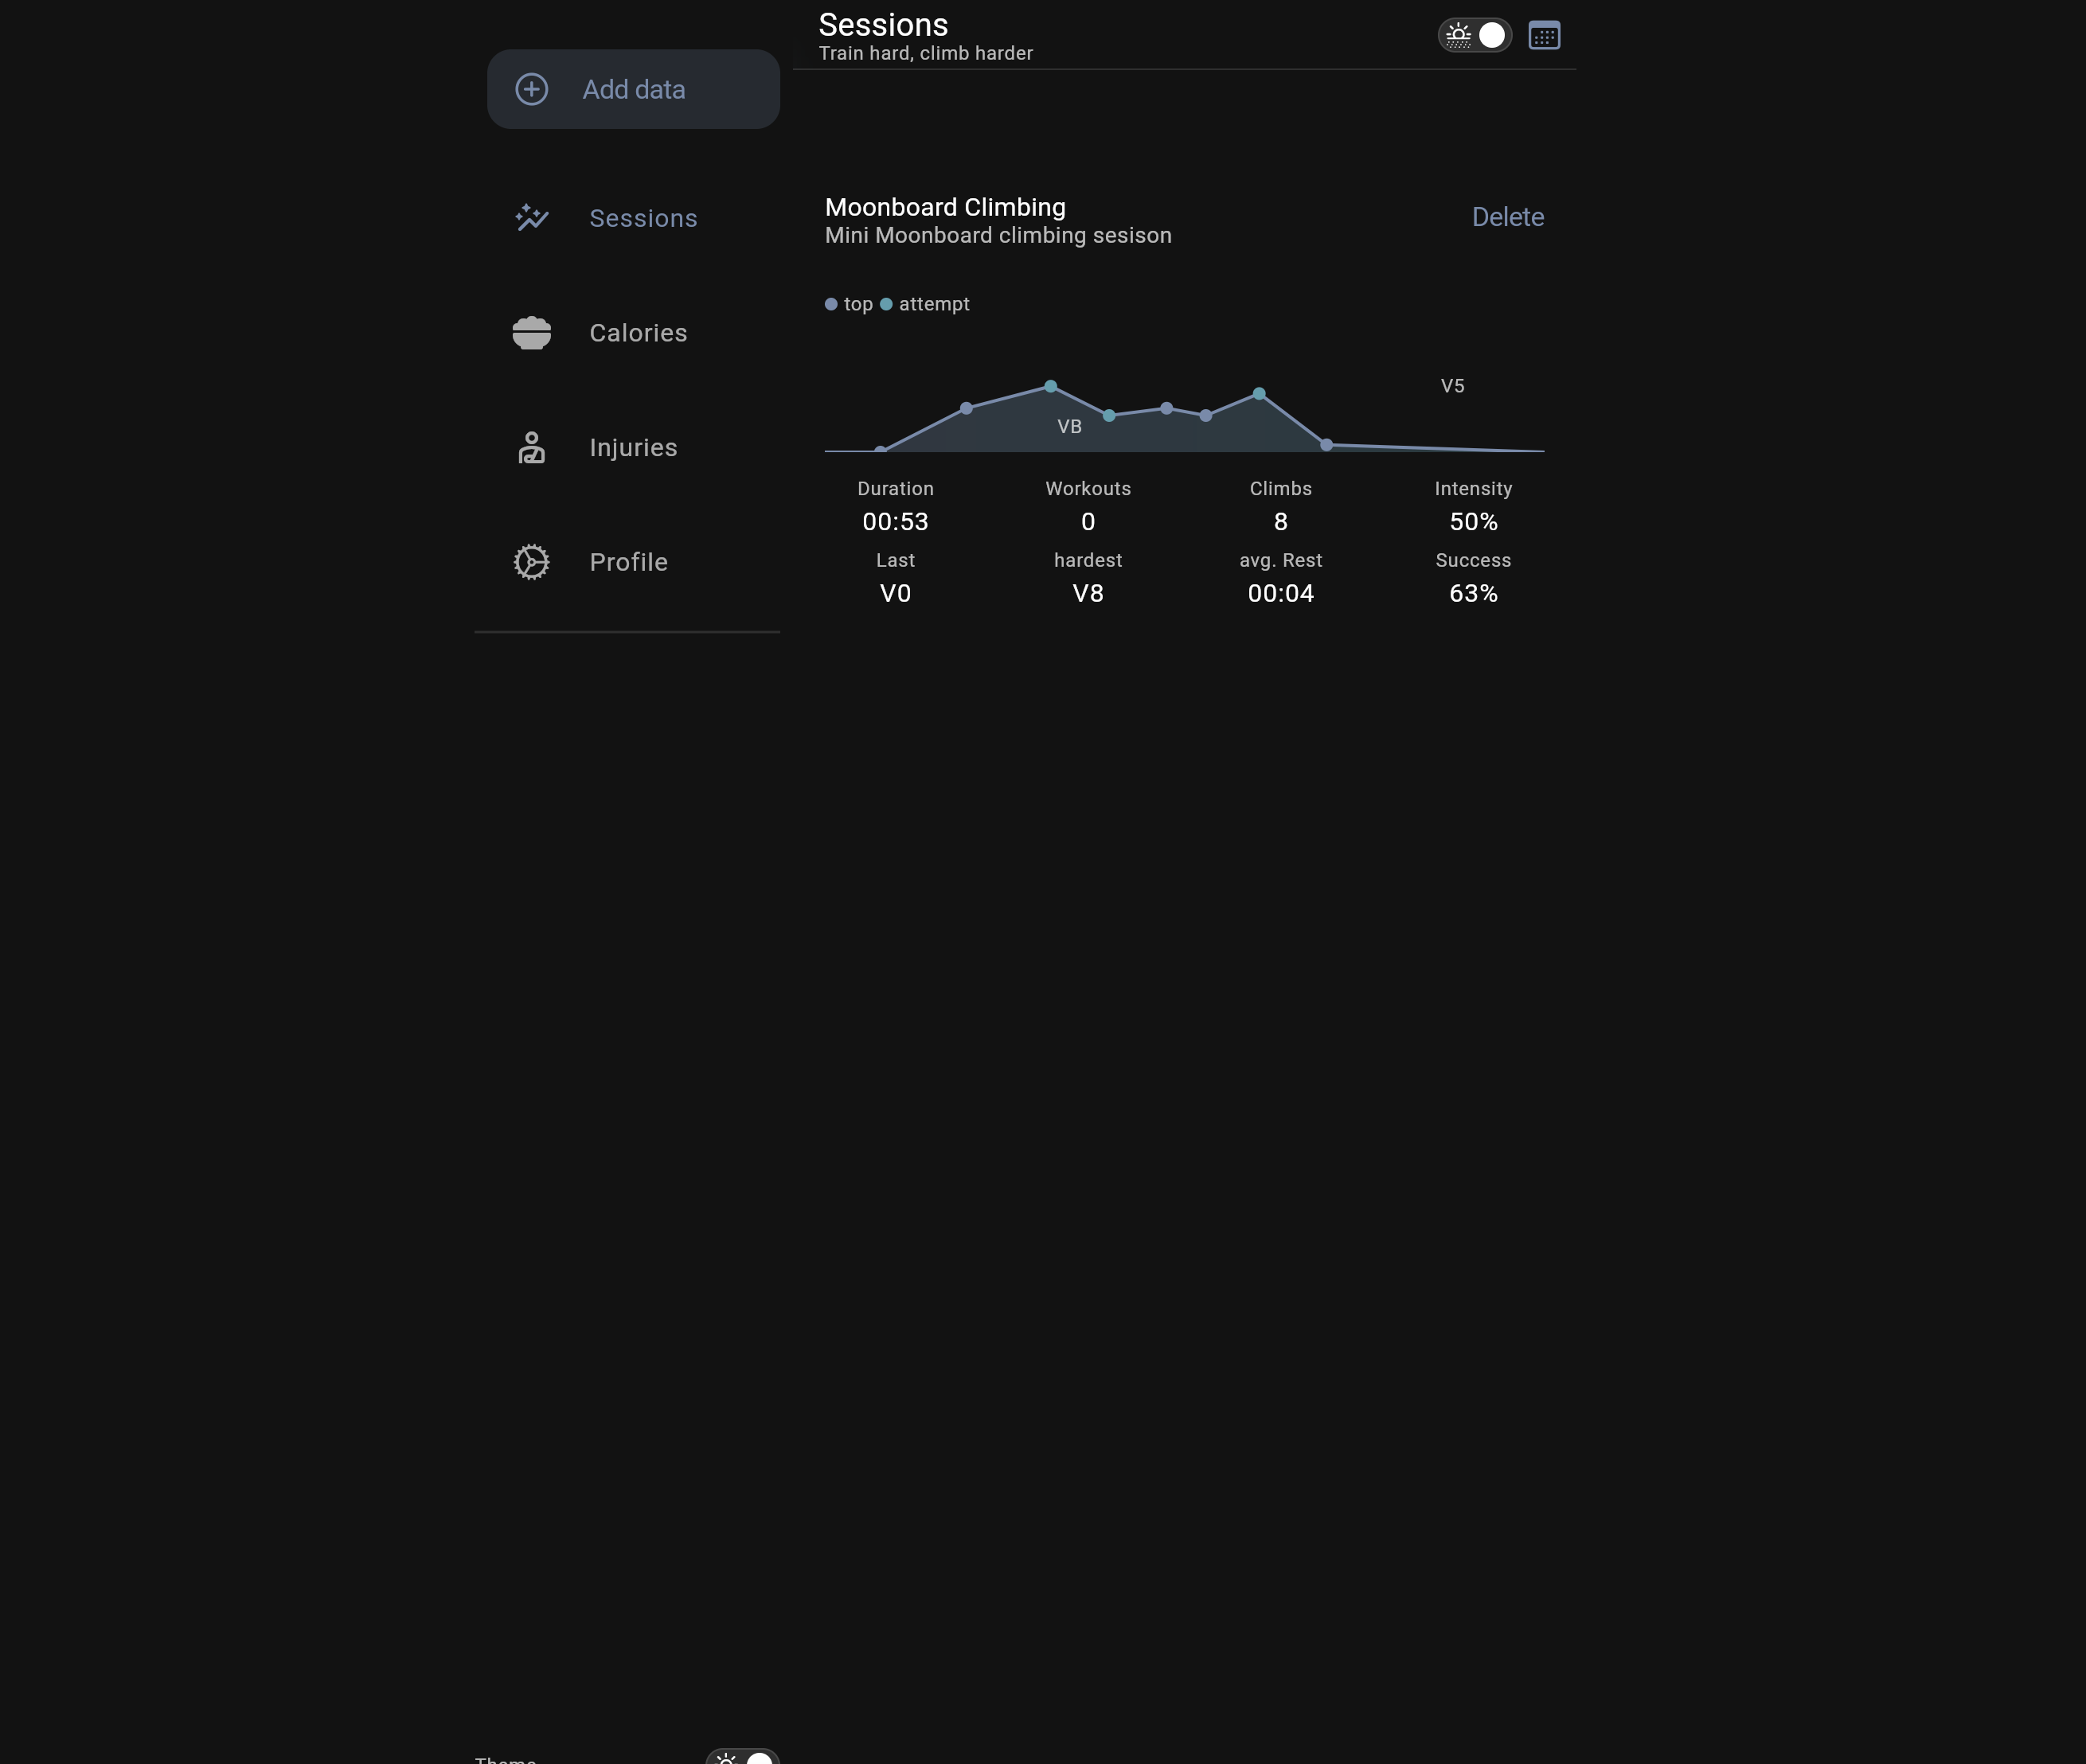 Sessions
Train hard, climb harder
Add data
Sessions
Calories
Injuries
Profile
Moonboard Climbing
Mini Moonboard climbing sesison
Delete
top attempt
V5
VB
Duration Workouts Climbs Intensity
00:53 0 8 50%
Last hardest avg. Rest Success
V0 V8 00:04 63%
Theme